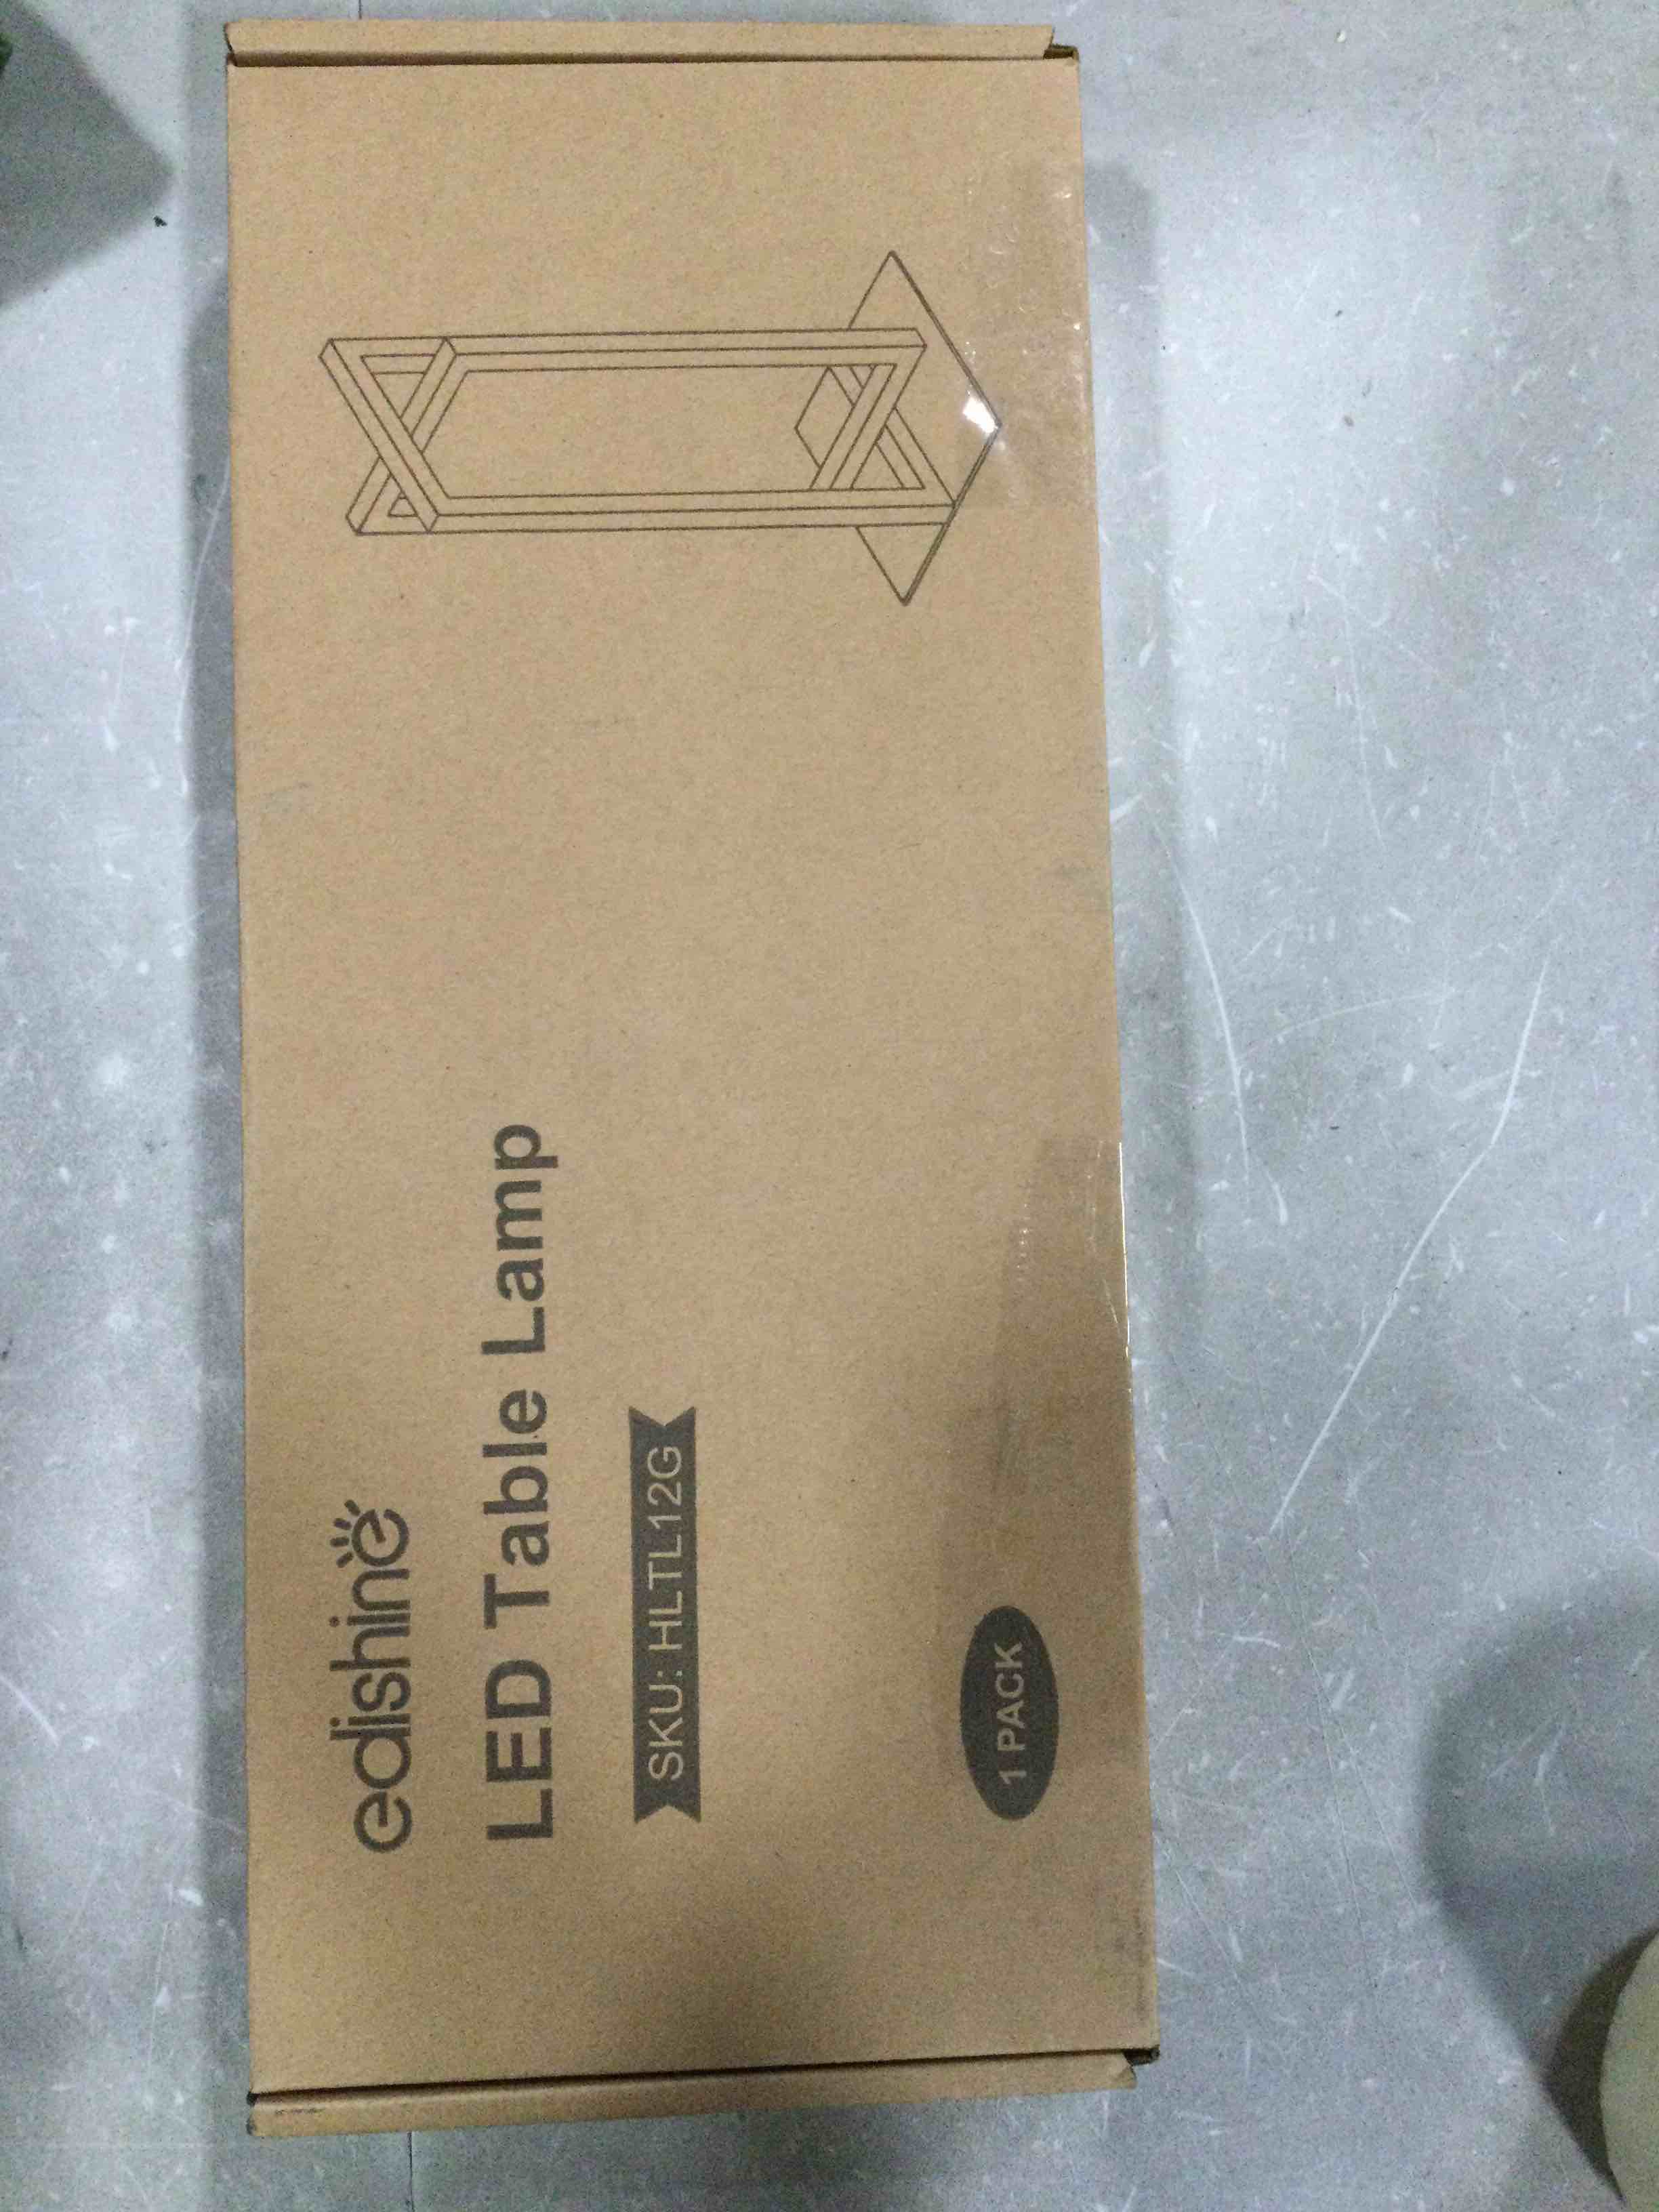 edishine
LED Table Lamp
SKU: HLTL12G
1 PACK